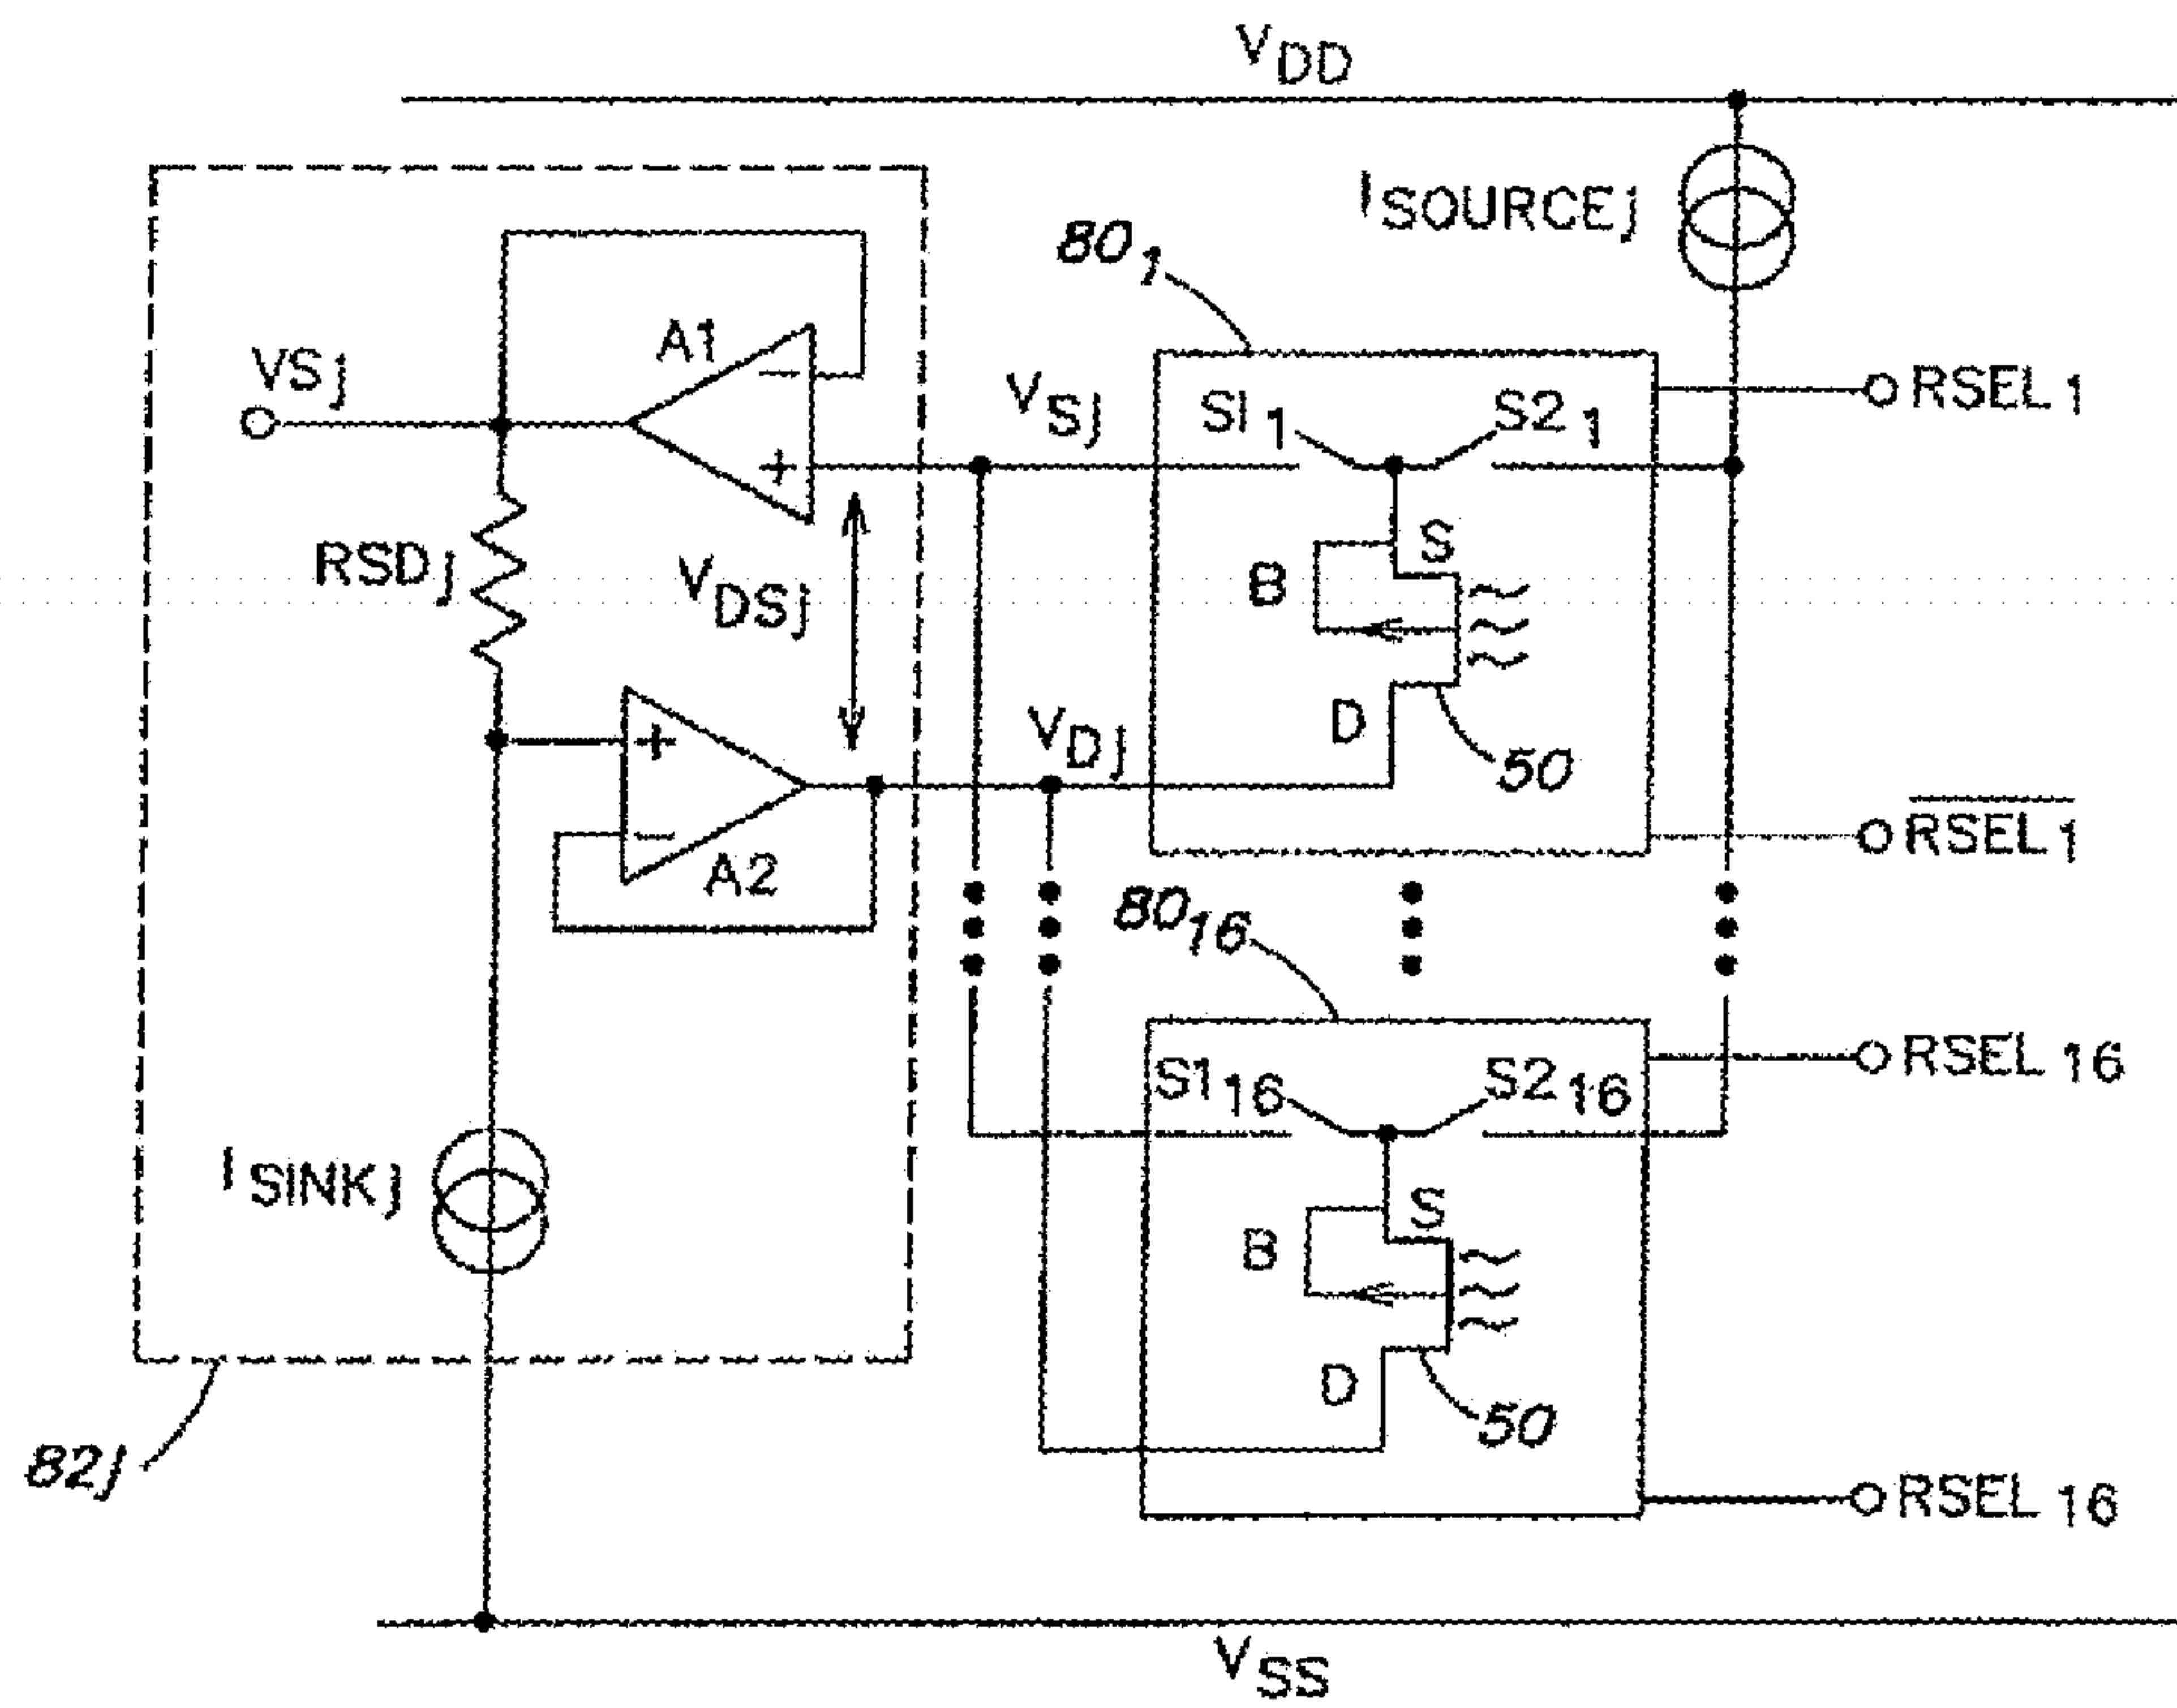 VDD
ISOURCEj
801
A1
VSj
VSj
SI1
S21
RSEL1
−
+
S
B
RSDj
VDSj
VDj
D
50
+
−
RSEL1
A2
8016
S116
S216
RSEL16
ISINKj
S
B
D
50
82j
RSEL16
VSS